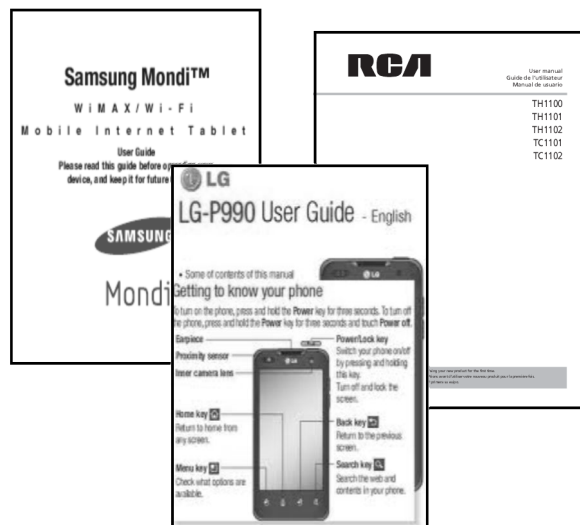 Samsung Mondi™
WiMAX/Wi-Fi
Mobile Internet Tablet
User Guide
Please read this guide before
device, and keep it for future
SAMSUNG
Mondi
RCA
User manual
Guide de l'utilisateur
Manual de usuario
TH1100
TH1101
TH1102
TC1101
TC1102
LG
LG-P990 User Guide - English
• Some of contents of this manual
Getting to know your phone
To turn on the phone, press and hold the Power key for three seconds. To turn off
the phone, press and hold the Power key for three seconds and touch Power off.
Earpiece
Proximity sensor
Inner camera lens
Home key
Return to home from
any screen.
Menu key
Check what options are
available.
Power/Lock key
Switch your phone on/off
by pressing and holding
this key.
Turn off and lock the
screen.
Back key
Return to the previous
screen.
Search key
Search the web and
contents in your phone.
LG
LG